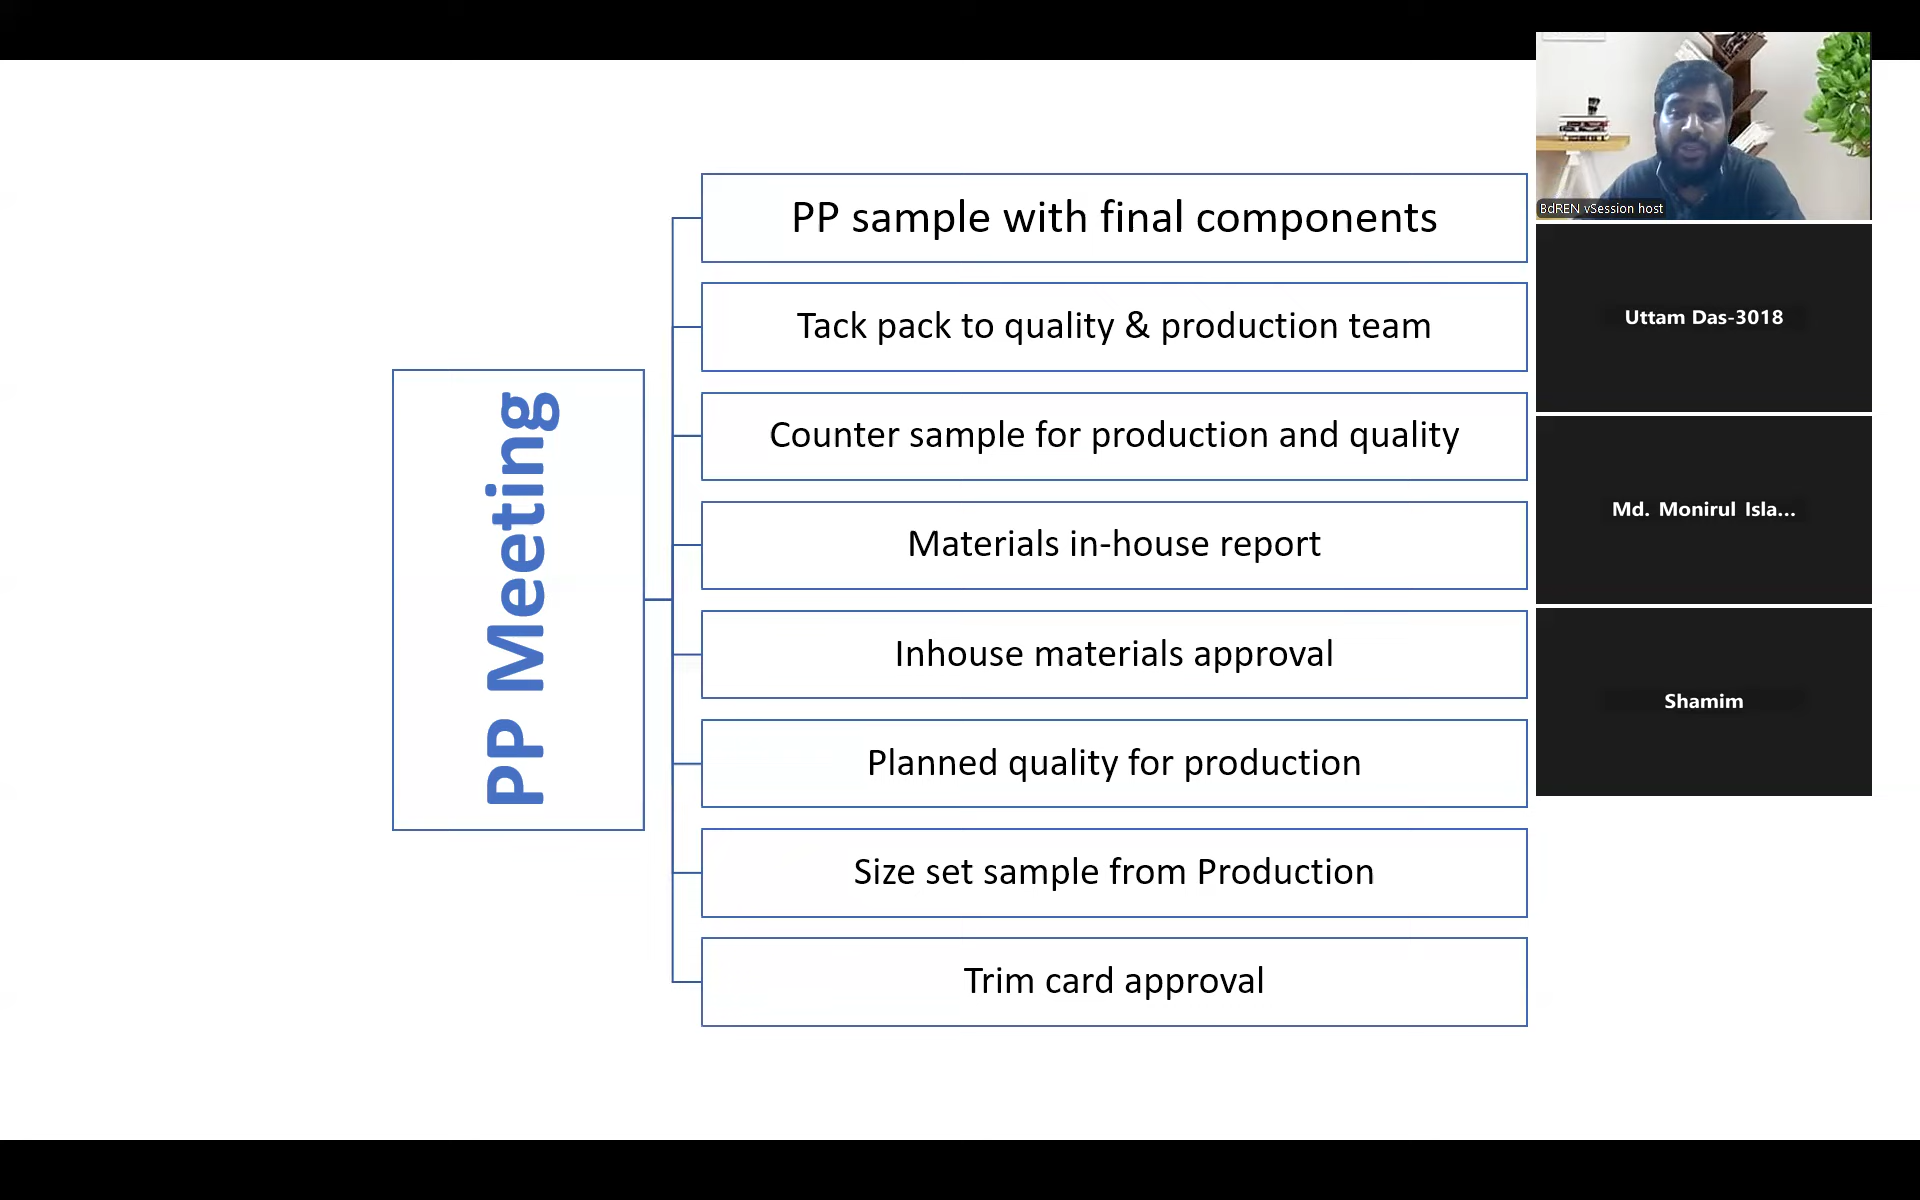 PP Meeting
PP sample with final components
Tack pack to quality & production team
Counter sample for production and quality
Materials in-house report
Inhouse materials approval
Planned quality for production
Size set sample from Production
Trim card approval
BdREN vSession host
Uttam Das-3018
Md. Monirul Isla...
Shamim